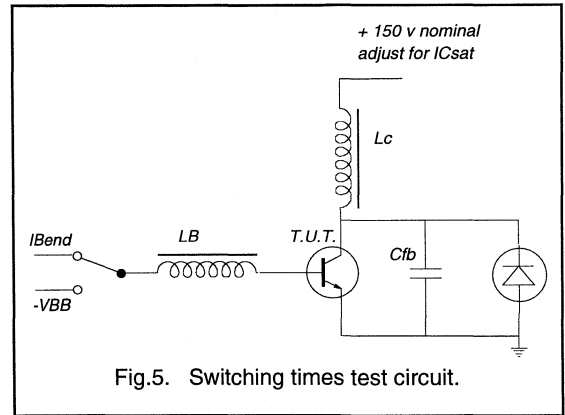 + 150 v nominal
adjust for ICsat
Lc
IBend
LB
T.U.T.
Cfb
-VBB
Fig.5. Switching times test circuit.